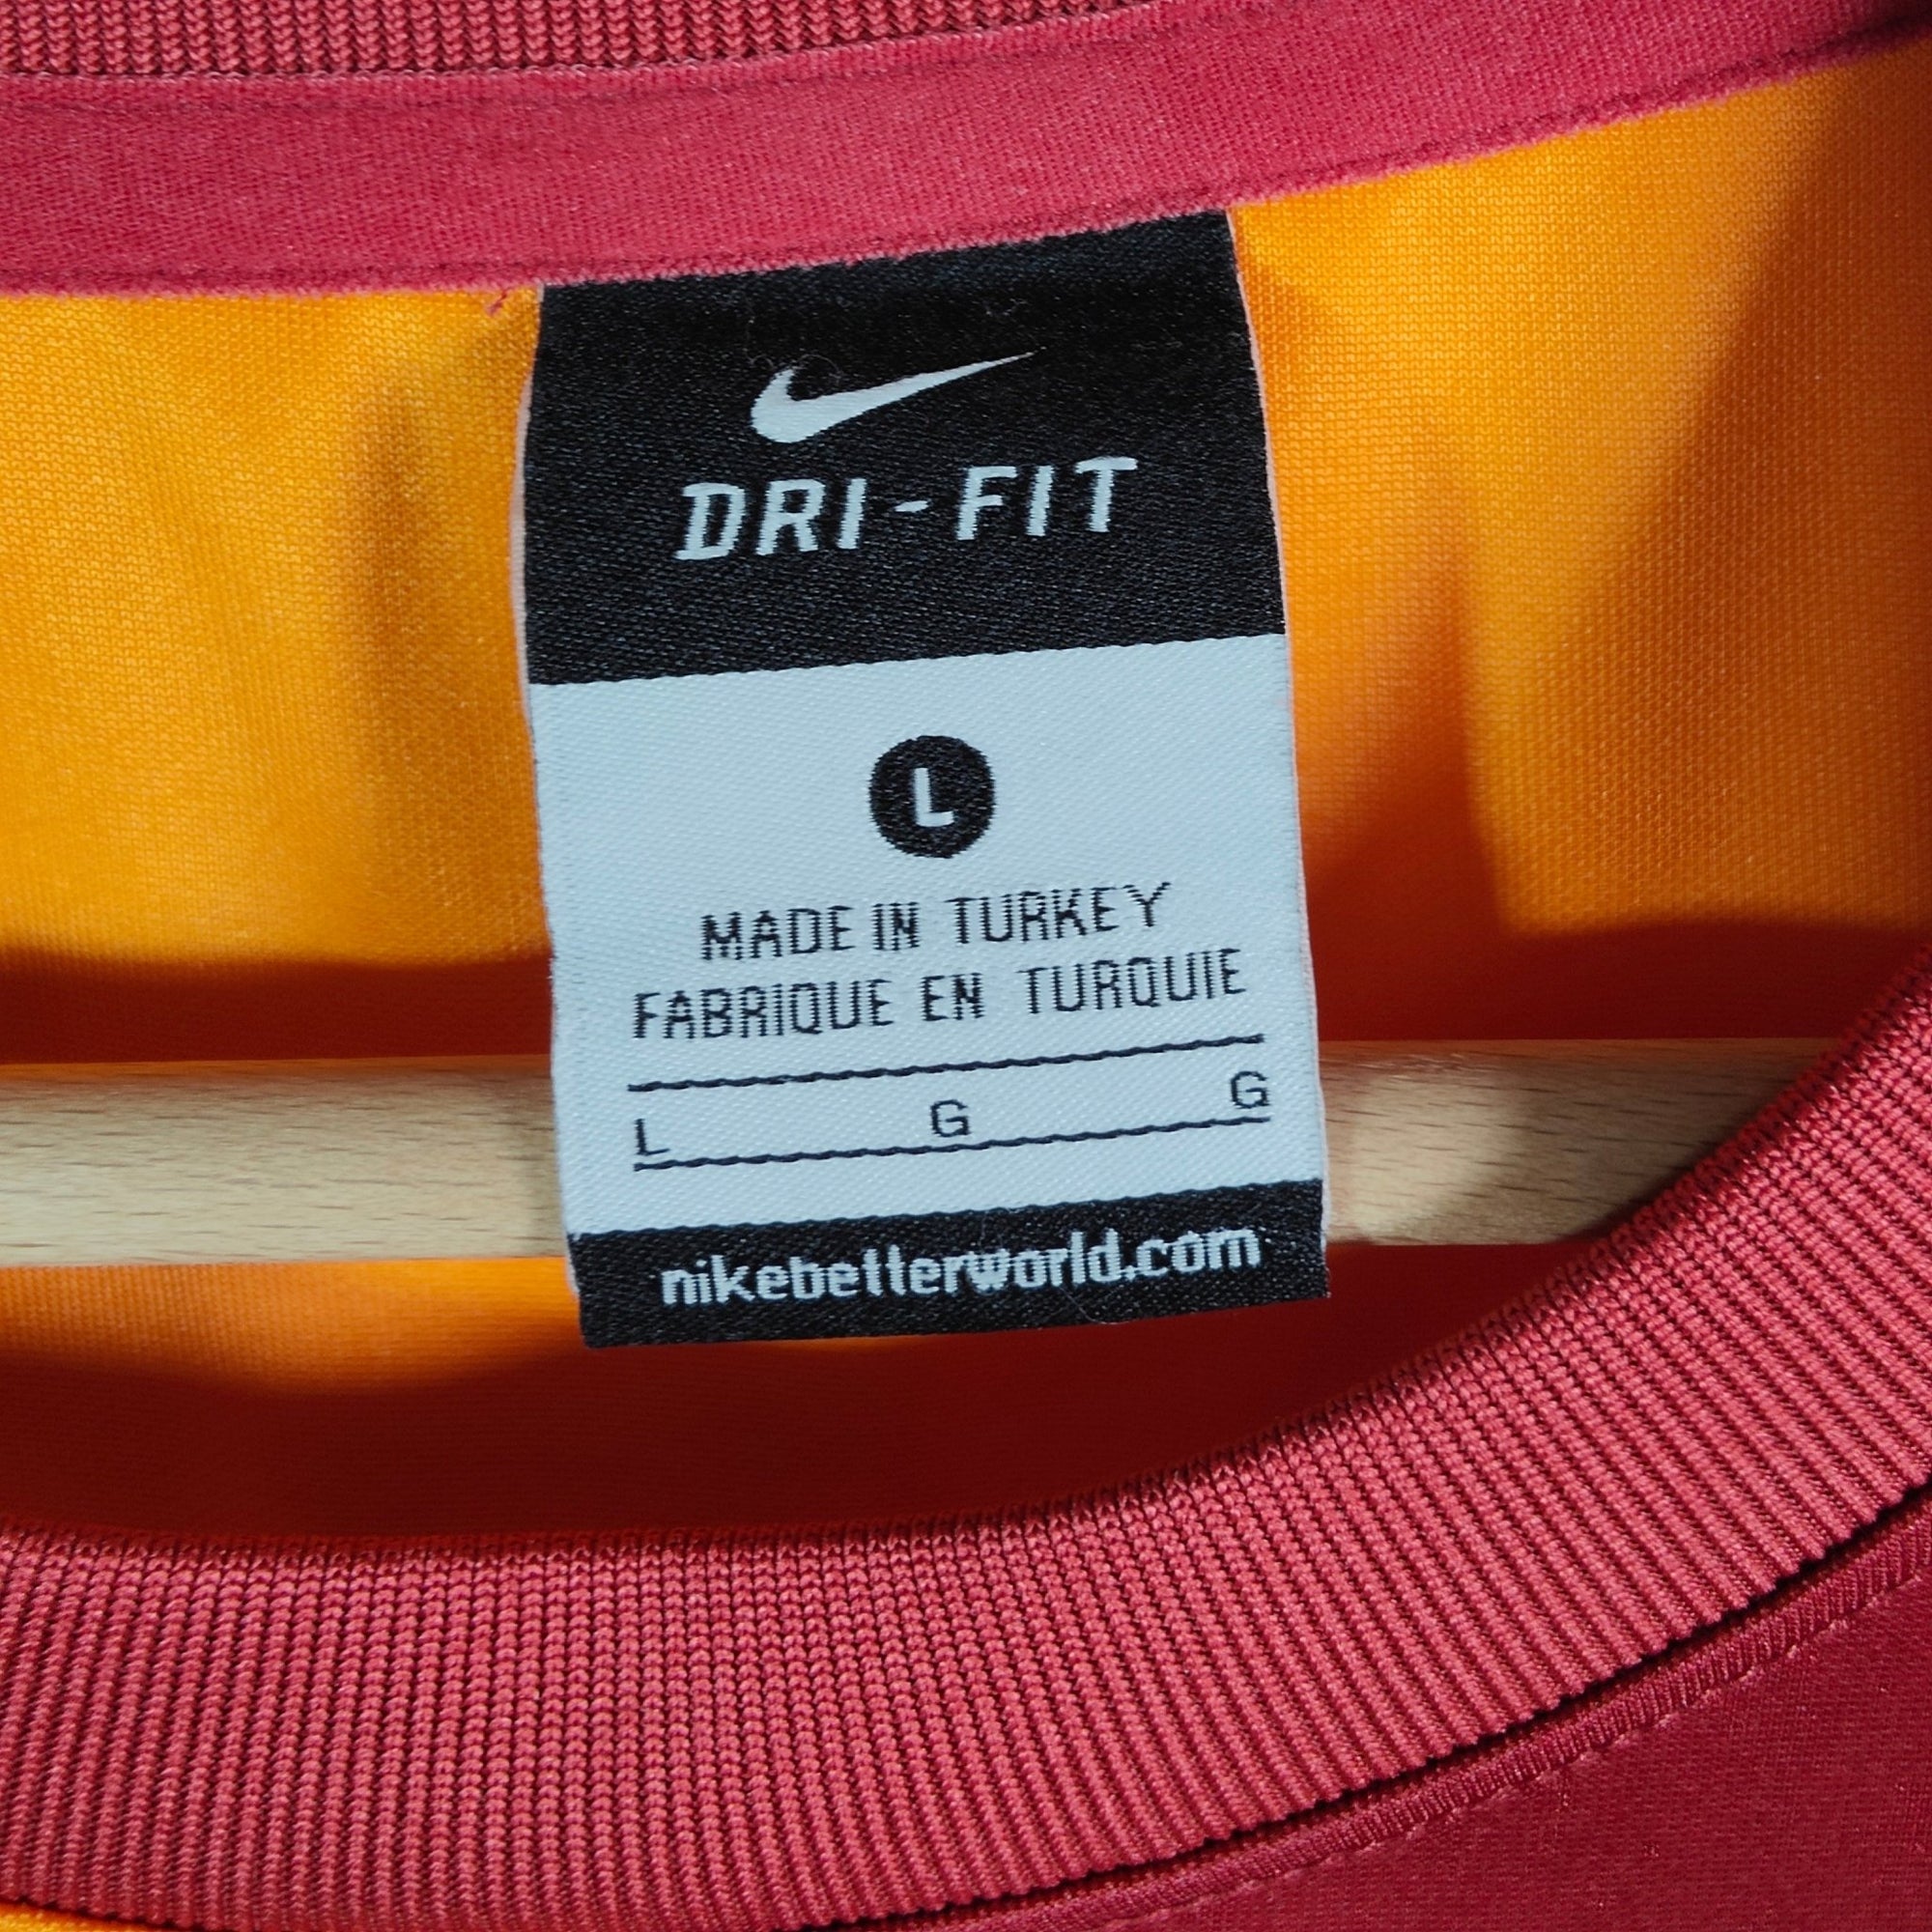 DRI-FIT
L
MADE IN TURKEY
FABRIQUE EN TURQUIE
L G G
nikebetterworld.com